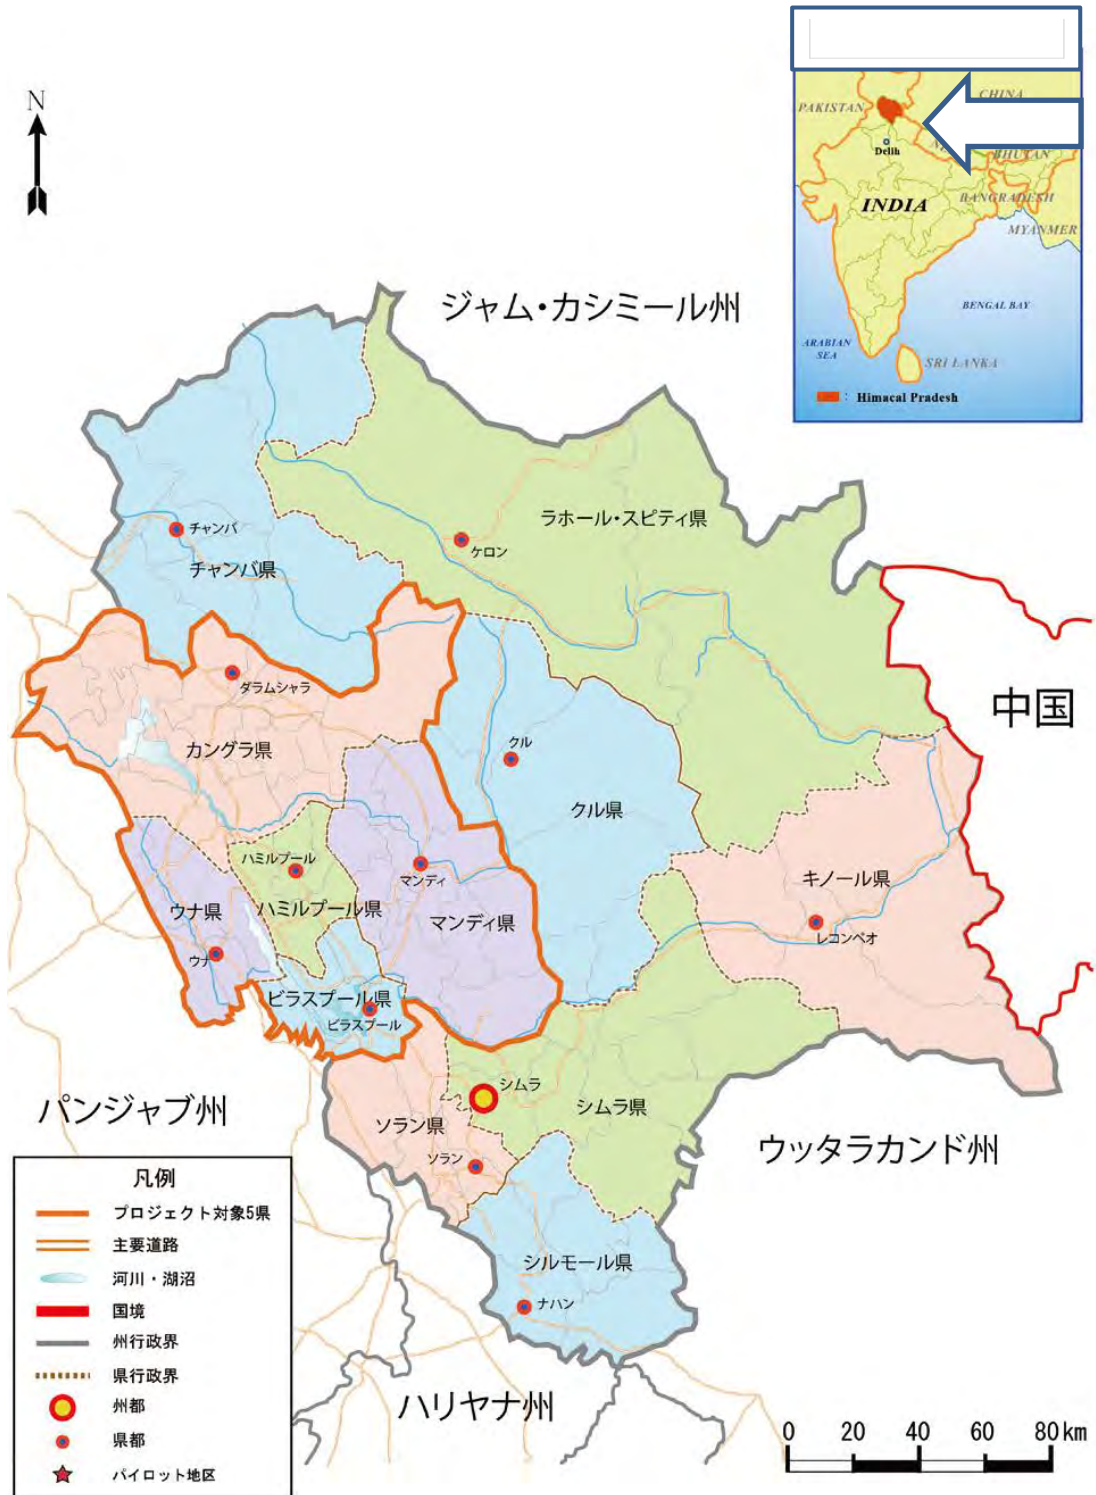 N
PAKISTAN
CHINA
Delih
BHUTAN
INDIA
BANGRADESH
MYANMER
BENGAL BAY
ARABIAN
SEA
SRI LANKA
: Himacal Pradesh
ジャム・カシミール州
ラホール・スピティ県
チャンバ
ケロン
チャンバ県
ダラムシャラ
中国
カングラ県
クル
クル県
ハミルプール
マンディ
キノール県
ウナ県
ハミルプール県
マンディ県
レコンペオ
ウナ
ビラスプール県
ビラスプール
シムラ
パンジャブ州
シムラ県
ソラン県
ウッタラカンド州
ソラン
シルモール県
ナハン
ハリヤナ州
凡例
プロジェクト対象5県
主要道路
河川・湖沼
国境
州行政界
県行政界
州都
県都
パイロット地区
0 20 40 60 80km